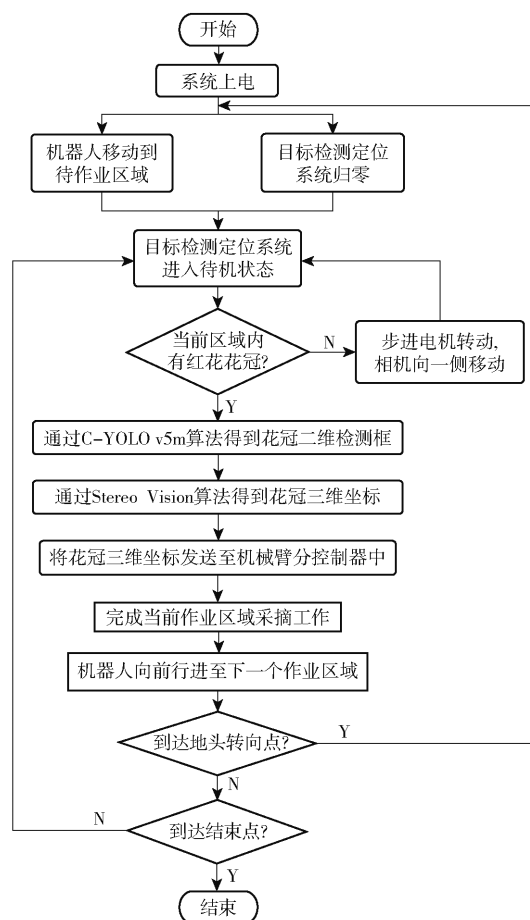 开始
系统上电
机器人移动到
待作业区域
目标检测定位
系统归零
目标检测定位系统
进入待机状态
当前区域内
有红花花冠?
N
步进电机转动,
相机向一侧移动
Y
通过C-YOLO v5m算法得到花冠二维检测框
通过Stereo Vision算法得到花冠三维坐标
将花冠三维坐标发送至机械臂分控制器中
完成当前作业区域采摘工作
机器人向前行进至下一个作业区域
到达地头转向点?
Y
N
到达结束点?
N
Y
结束